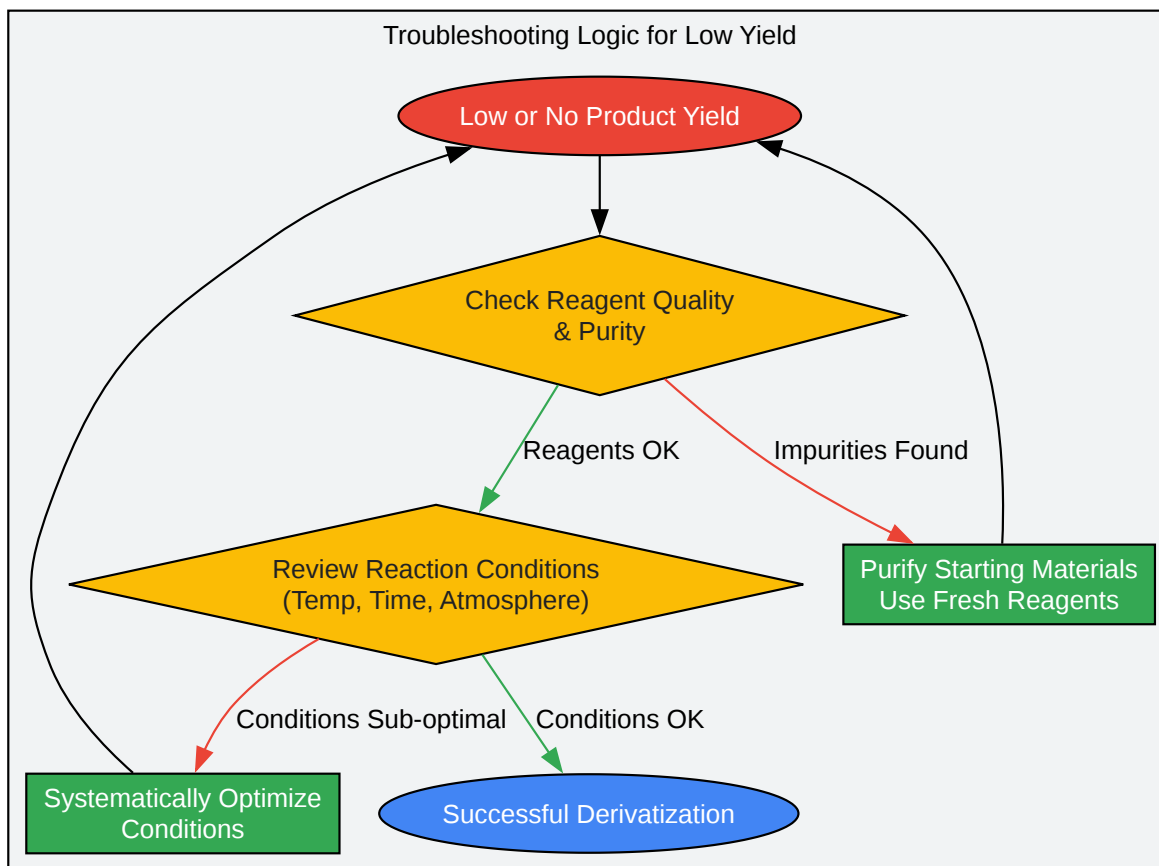 Troubleshooting Logic for Low Yield
Low or No Product Yield
Check Reagent Quality
& Purity
Reagents OK
Impurities Found
Review Reaction Conditions
(Temp, Time, Atmosphere)
Purify Starting Materials
Use Fresh Reagents
Conditions Sub-optimal
Conditions OK
Systematically Optimize
Conditions
Successful Derivatization